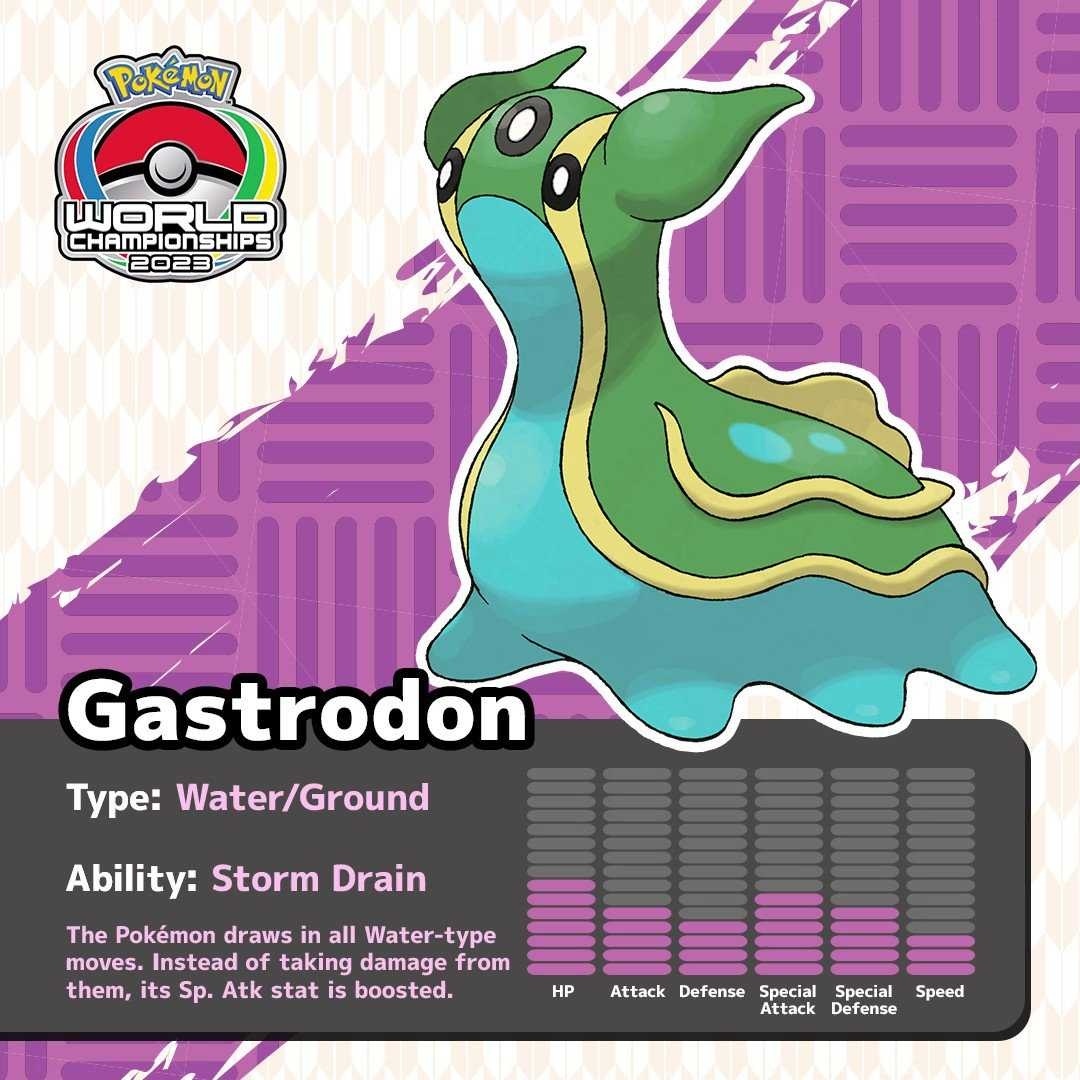 Pokémon
WORLD
CHAMPIONSHIPS
2023
Gastrodon
Type: Water/Ground
Ability: Storm Drain
The Pokémon draws in all Water-type
moves. Instead of taking damage from
them, its Sp. Atk stat is boosted.
HP Attack Defense Special Attack Special Defense Speed